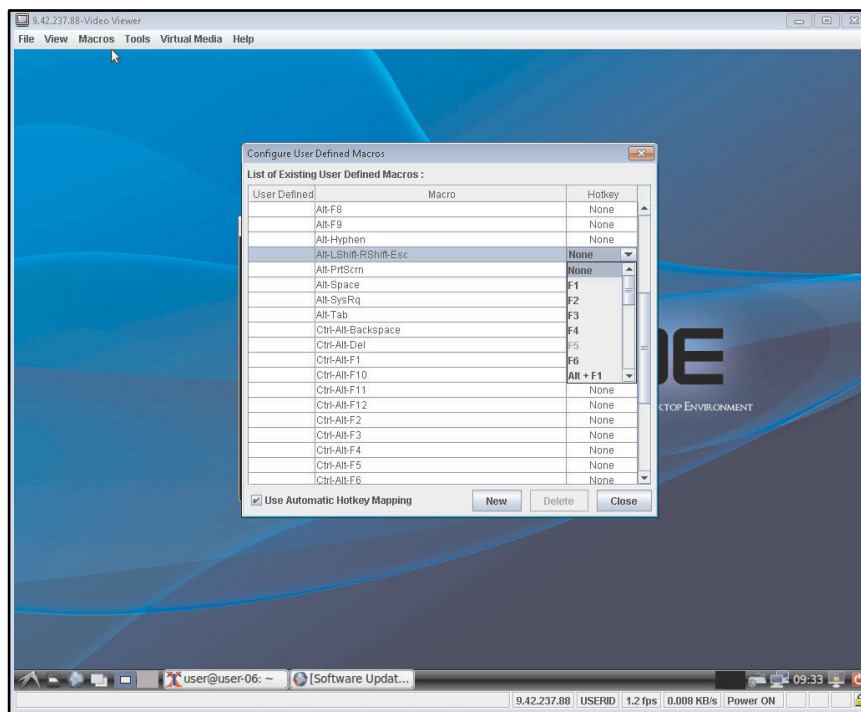 9.42.237.88-Video Viewer
File View Macros Tools Virtual Media Help
Configure User Defined Macros
List of Existing User Defined Macros :
User Defined Macro Hotkey
Alt-F8 None
Alt-F9 None
Alt-Hyphen None
Alt-LShift-RShift-Esc None
Alt-PrtScrn None
Alt-Space F1
Alt-SysRq F2
Alt-Tab F3
Ctrl-Alt-Backspace F4
Ctrl-Alt-Del F5
Ctrl-Alt-F1 F6
Ctrl-Alt-F10 Alt + F1
Ctrl-Alt-F11 None
Ctrl-Alt-F12 None
Ctrl-Alt-F2 None
Ctrl-Alt-F3 None
Ctrl-Alt-F4 None
Ctrl-Alt-F5 None
Ctrl-Alt-F6 None
Use Automatic Hotkey Mapping New Delete Close
DE
KTOP ENVIRONMENT
user@user-06: ~ [Software Updat... 09:33
9.42.237.88 USERID 1.2 fps 0.008 KB/s Power ON